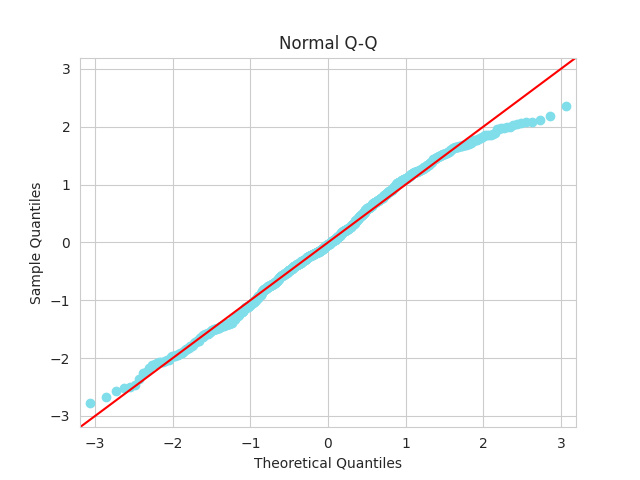 Normal Q-Q
3
2
1
0
−1
−2
−3
Sample Quantiles
−3 −2 −1 0 1 2 3
Theoretical Quantiles